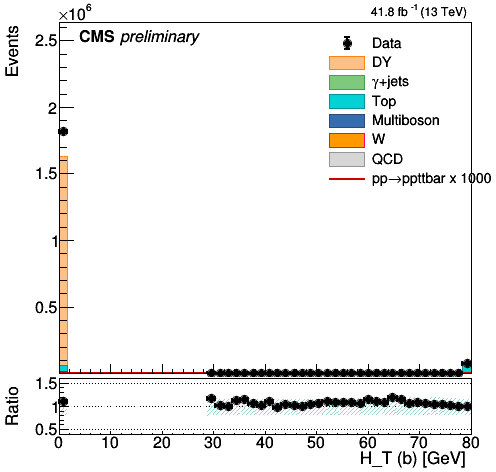 ×10⁶
41.8 fb⁻¹ (13 TeV)
CMS preliminary
Events
2.5
2
1.5
1
0.5
Data
DY
γ+jets
Top
Multiboson
W
QCD
pp→ppttbar x 1000
Ratio
1.5
1
0.5
0 10 20 30 40 50 60 70 80
H_T (b) [GeV]